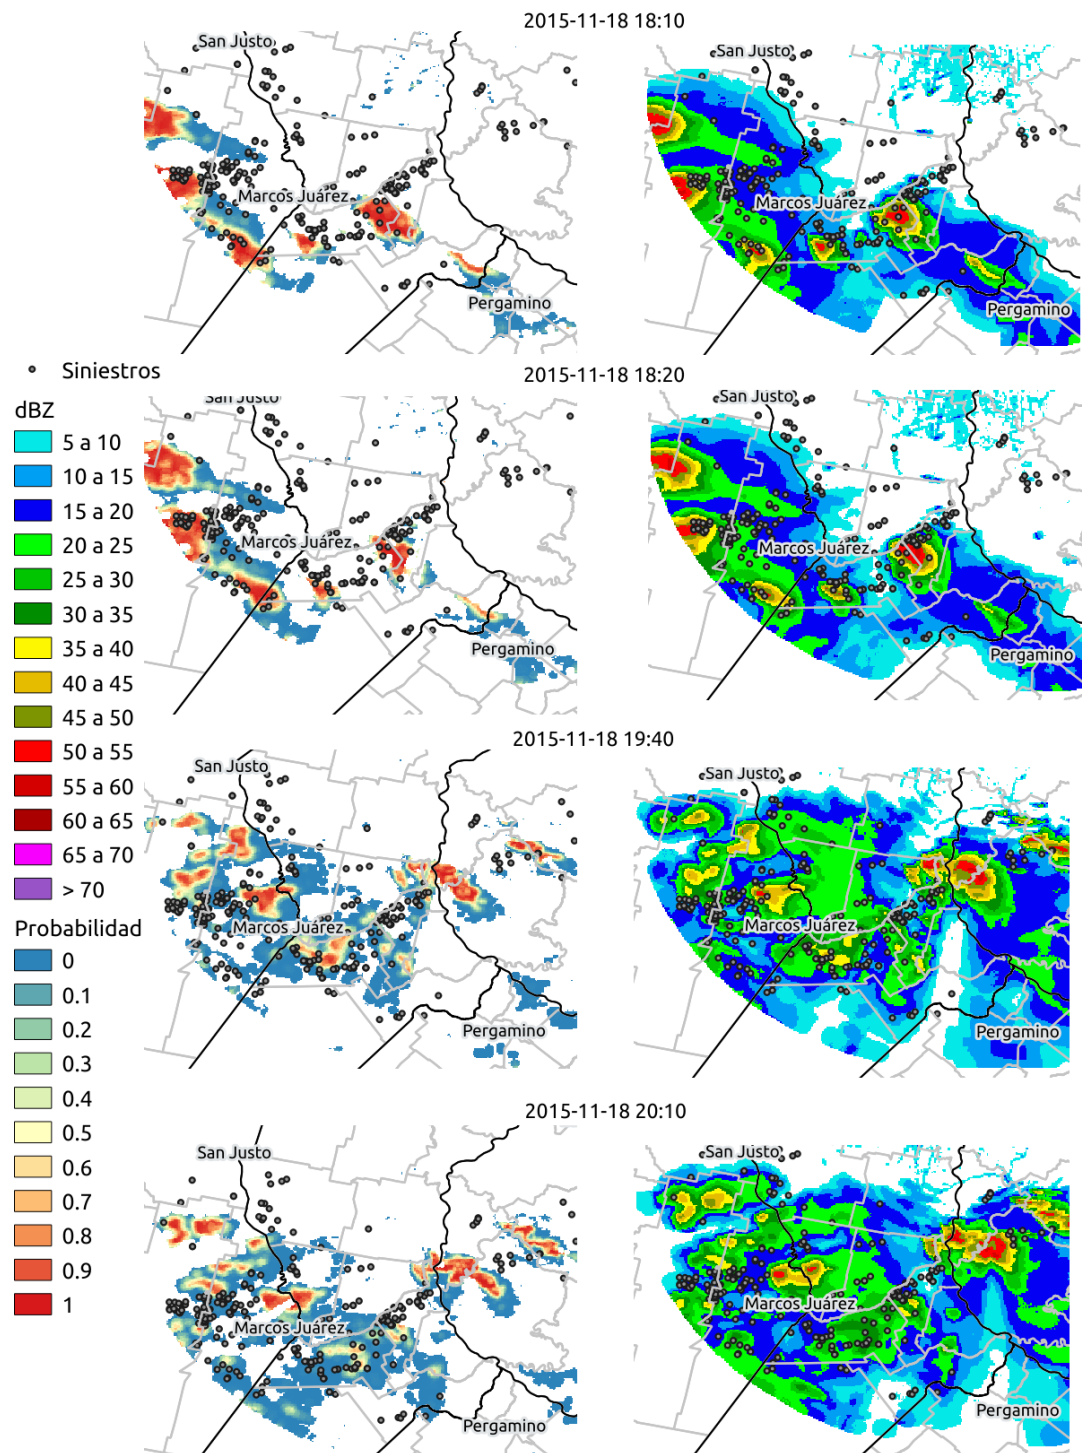 2015-11-18 18:10
San Justo
San Justo
Marcos Juárez
Marcos Juárez
Pergamino
Pergamino
Siniestros
2015-11-18 18:20
San Justo
San Justo
dBZ
5 a 10
10 a 15
15 a 20
20 a 25
25 a 30
30 a 35
35 a 40
40 a 45
45 a 50
50 a 55
55 a 60
60 a 65
65 a 70
> 70
Marcos Juárez
Marcos Juárez
Pergamino
Pergamino
2015-11-18 19:40
San Justo
San Justo
Probabilidad
0
0.1
0.2
0.3
0.4
0.5
0.6
0.7
0.8
0.9
1
Marcos Juárez
Marcos Juárez
Pergamino
Pergamino
2015-11-18 20:10
San Justo
San Justo
Marcos Juárez
Marcos Juárez
Pergamino
Pergamino